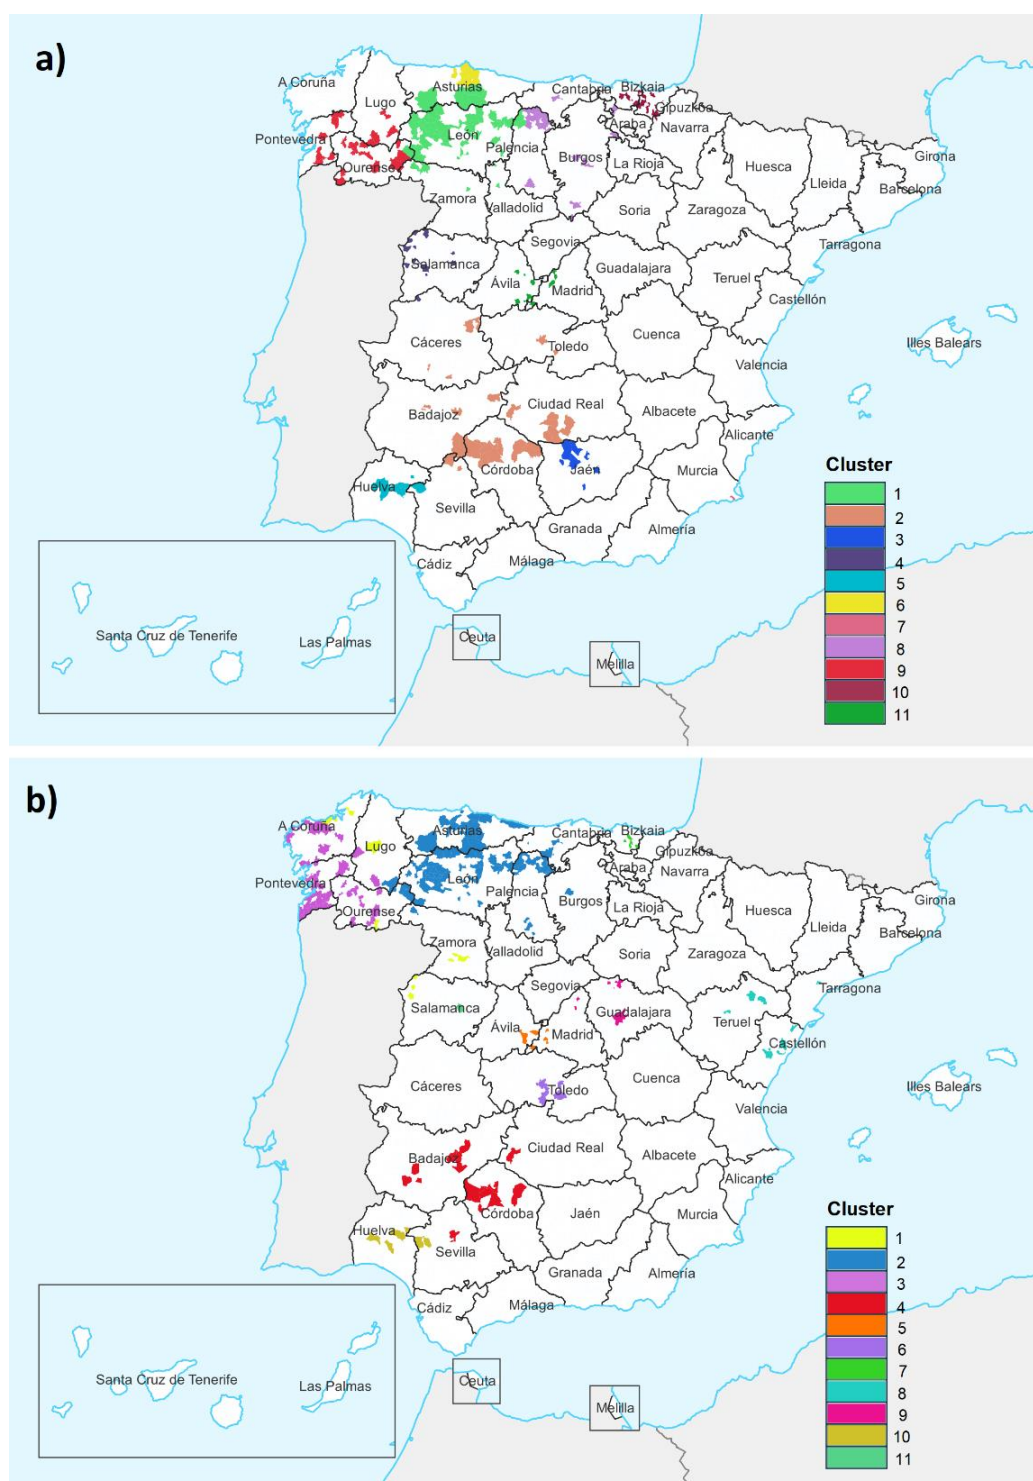 a)
A Coruña
Lugo
Asturias
Cantabria
Bizkaia
Gipuzkoa
Araba
Navarra
Pontevedra
Ourense
León
Palencia
Burgos
La Rioja
Huesca
Lleida
Girona
Barcelona
Zamora
Valladolid
Soria
Zaragoza
Tarragona
Segovia
Salamanca
Ávila
Madrid
Guadalajara
Teruel
Castellón
Cáceres
Toledo
Cuenca
Valencia
Illes Balears
Badajoz
Ciudad Real
Albacete
Alicante
Huelva
Córdoba
Jaén
Murcia
Sevilla
Granada
Almería
Cádiz
Málaga
Santa Cruz de Tenerife
Las Palmas
Ceuta
Melilla
Cluster
1
2
3
4
5
6
7
8
9
10
11
b)
A Coruña
Lugo
Asturias
Cantabria
Bizkaia
Gipuzkoa
Araba
Navarra
Pontevedra
Ourense
León
Palencia
Burgos
La Rioja
Huesca
Lleida
Girona
Barcelona
Zamora
Valladolid
Soria
Zaragoza
Tarragona
Segovia
Salamanca
Ávila
Madrid
Guadalajara
Teruel
Castellón
Cáceres
Toledo
Cuenca
Valencia
Illes Balears
Badajoz
Ciudad Real
Albacete
Alicante
Huelva
Córdoba
Jaén
Murcia
Sevilla
Granada
Almería
Cádiz
Málaga
Santa Cruz de Tenerife
Las Palmas
Ceuta
Melilla
Cluster
1
2
3
4
5
6
7
8
9
10
11